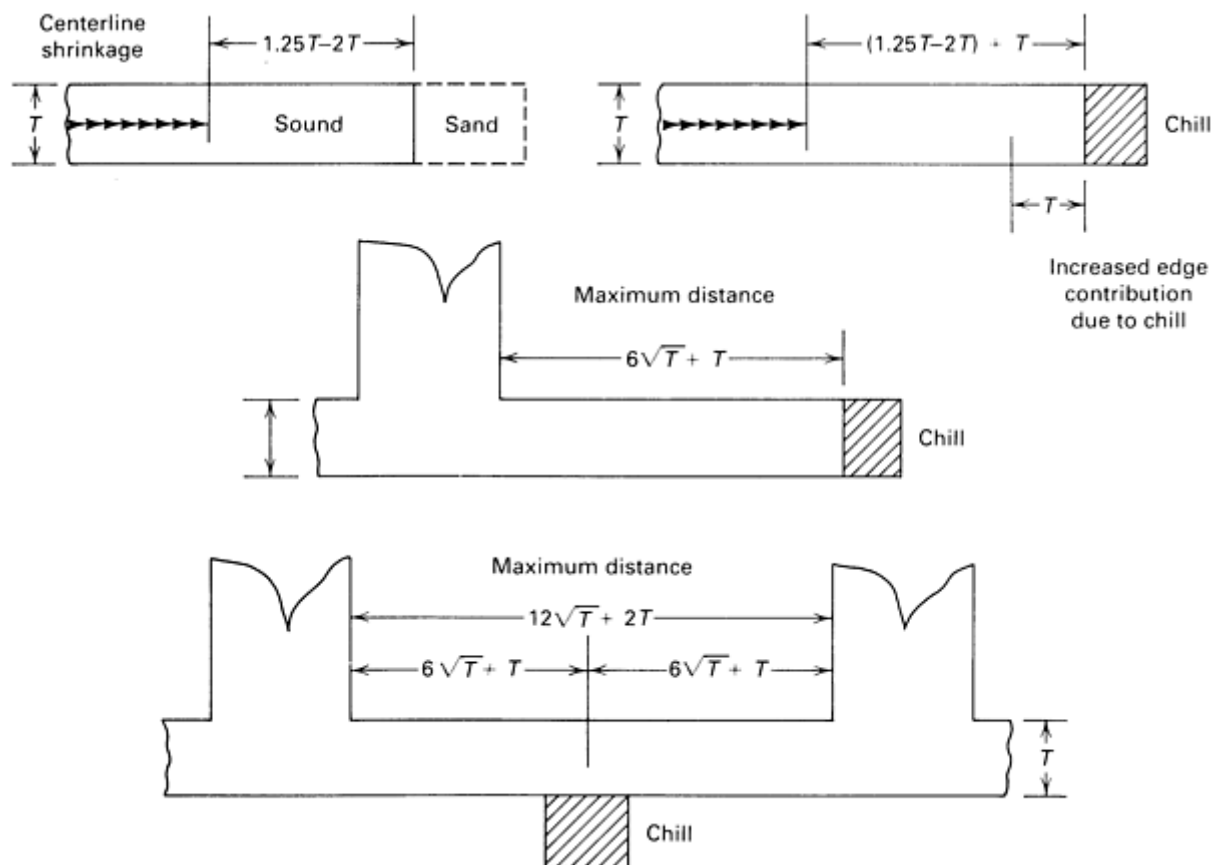 Centerline
shrinkage
1.25T–2T
T
Sound
Sand
(1.25T–2T) + T
T
Chill
T
Increased edge
contribution
due to chill
Maximum distance
6√T + T
Chill
Maximum distance
12√T + 2T
6√T + T
6√T + T
T
Chill